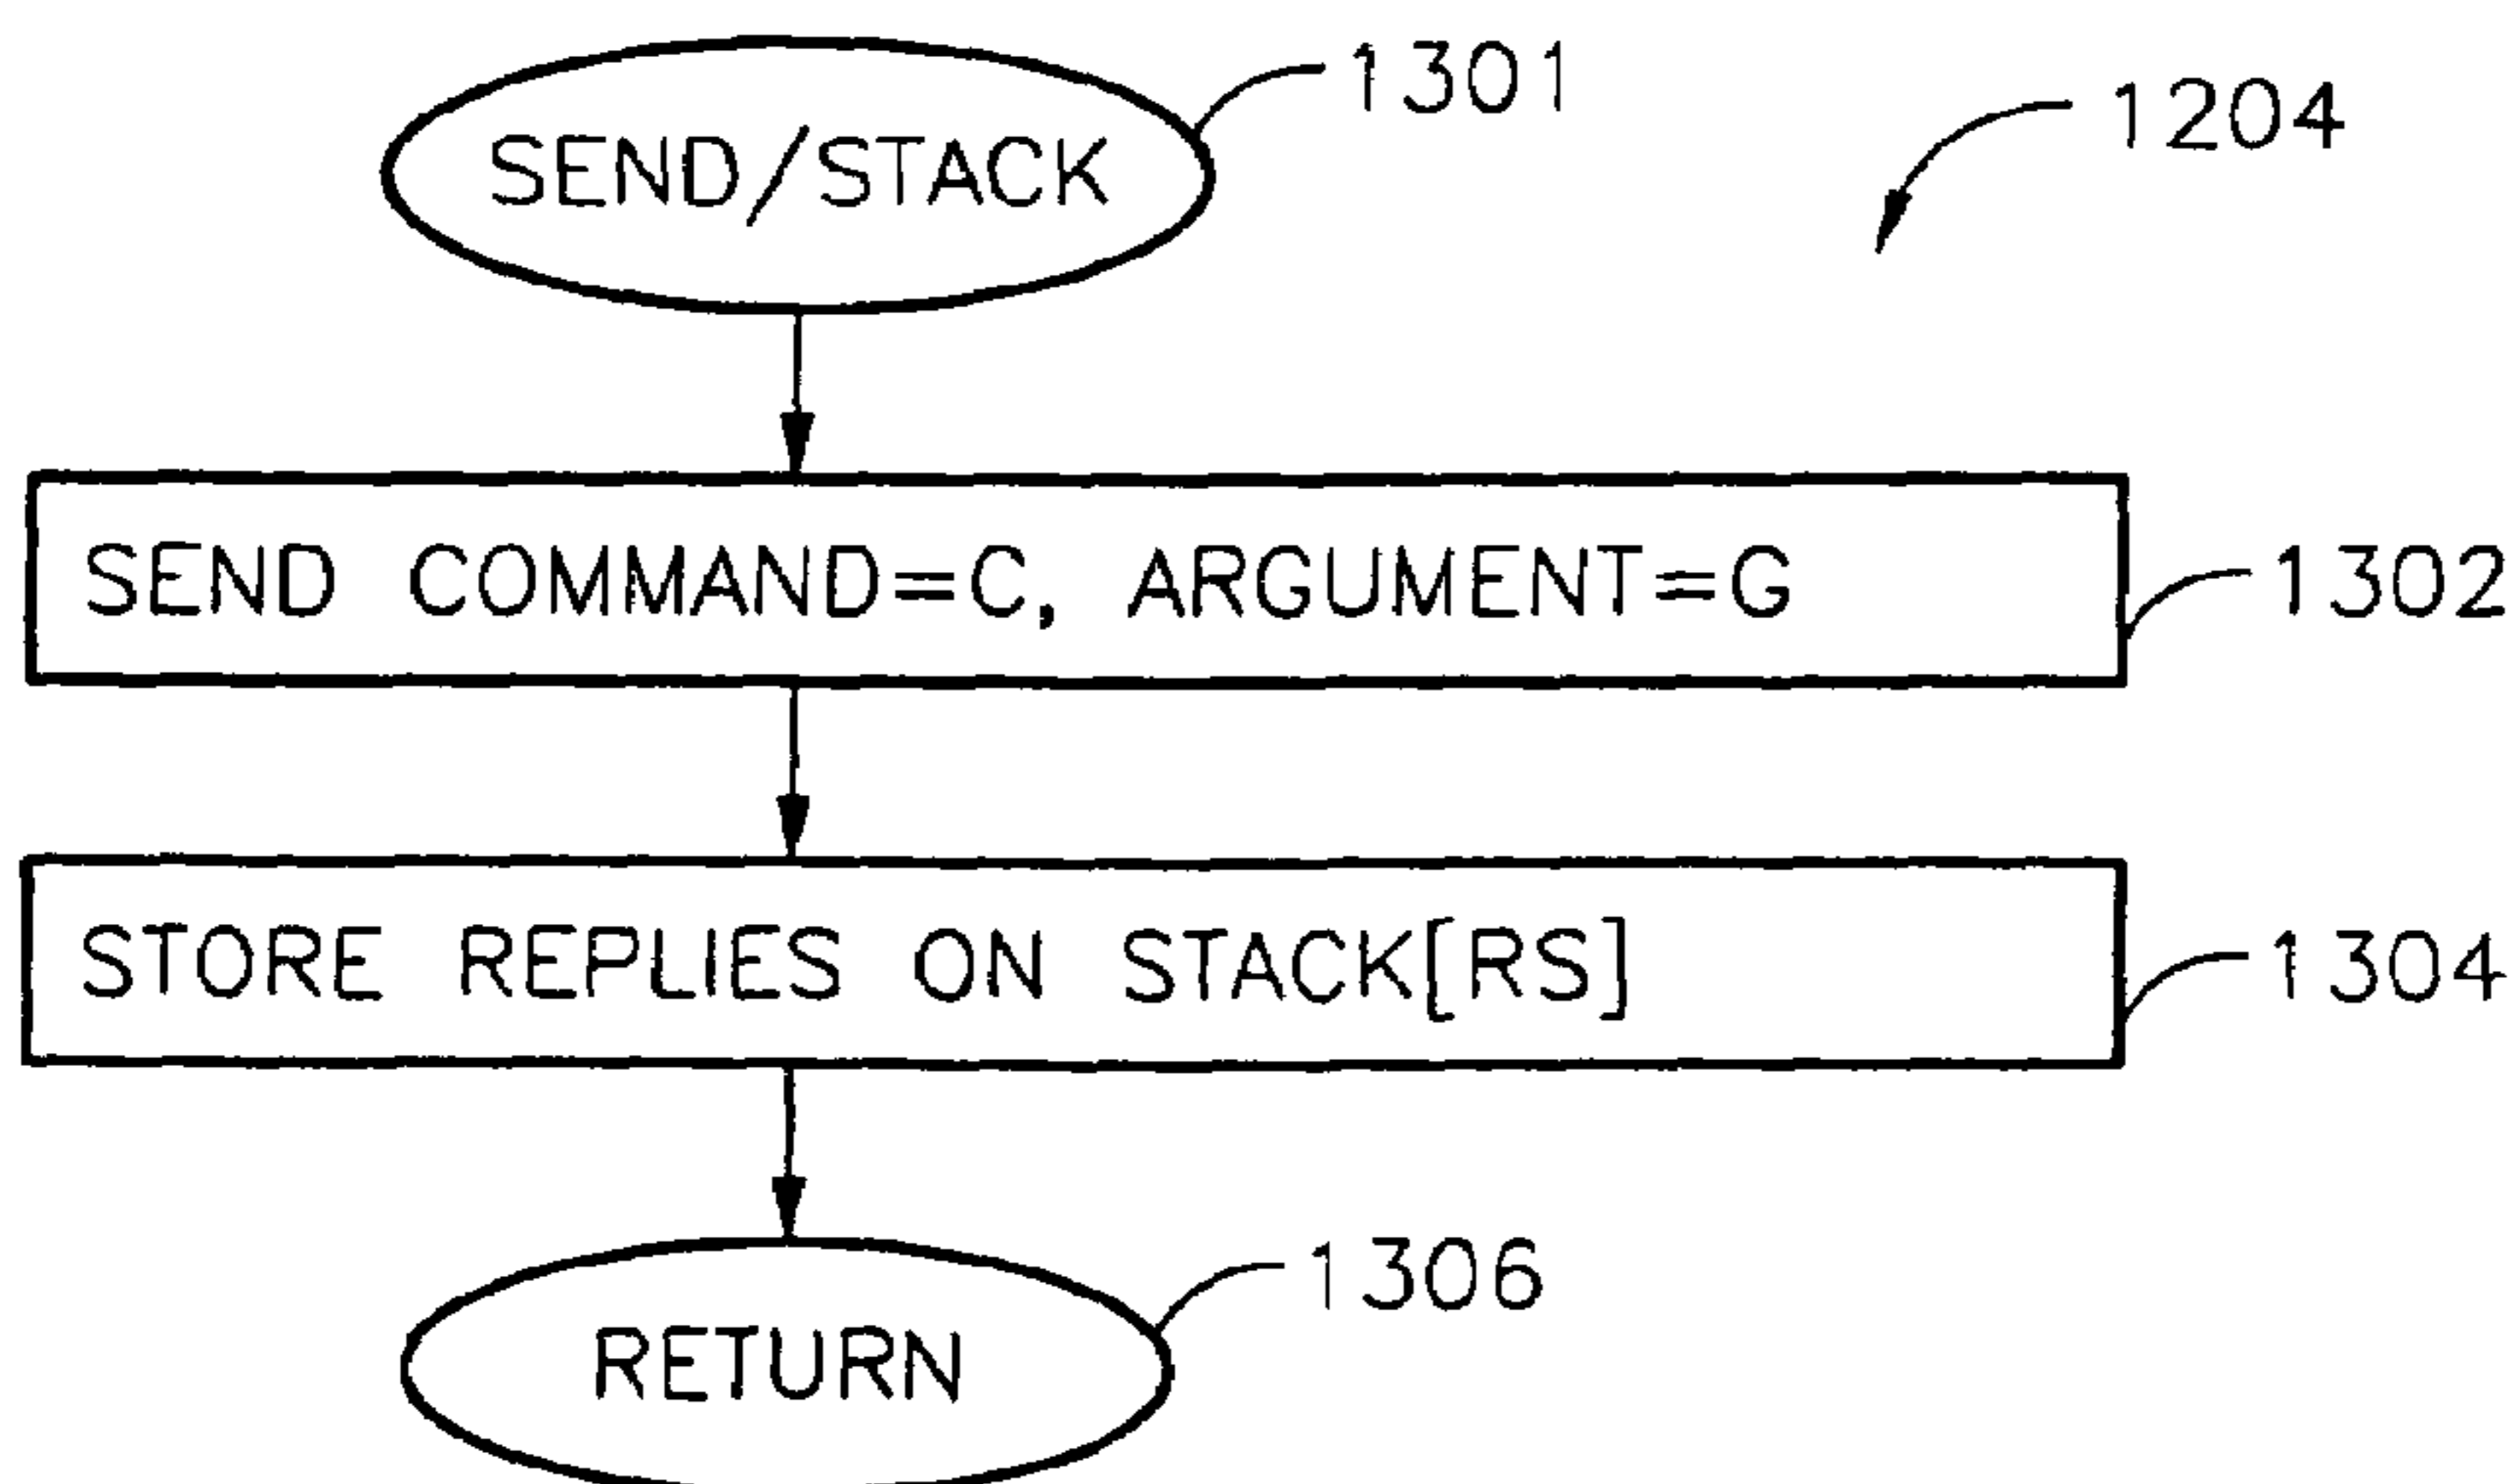 1301
1204
SEND/STACK
SEND COMMAND=C, ARGUMENT=G
1302
STORE REPLIES ON STACK[RS]
1304
1306
RETURN